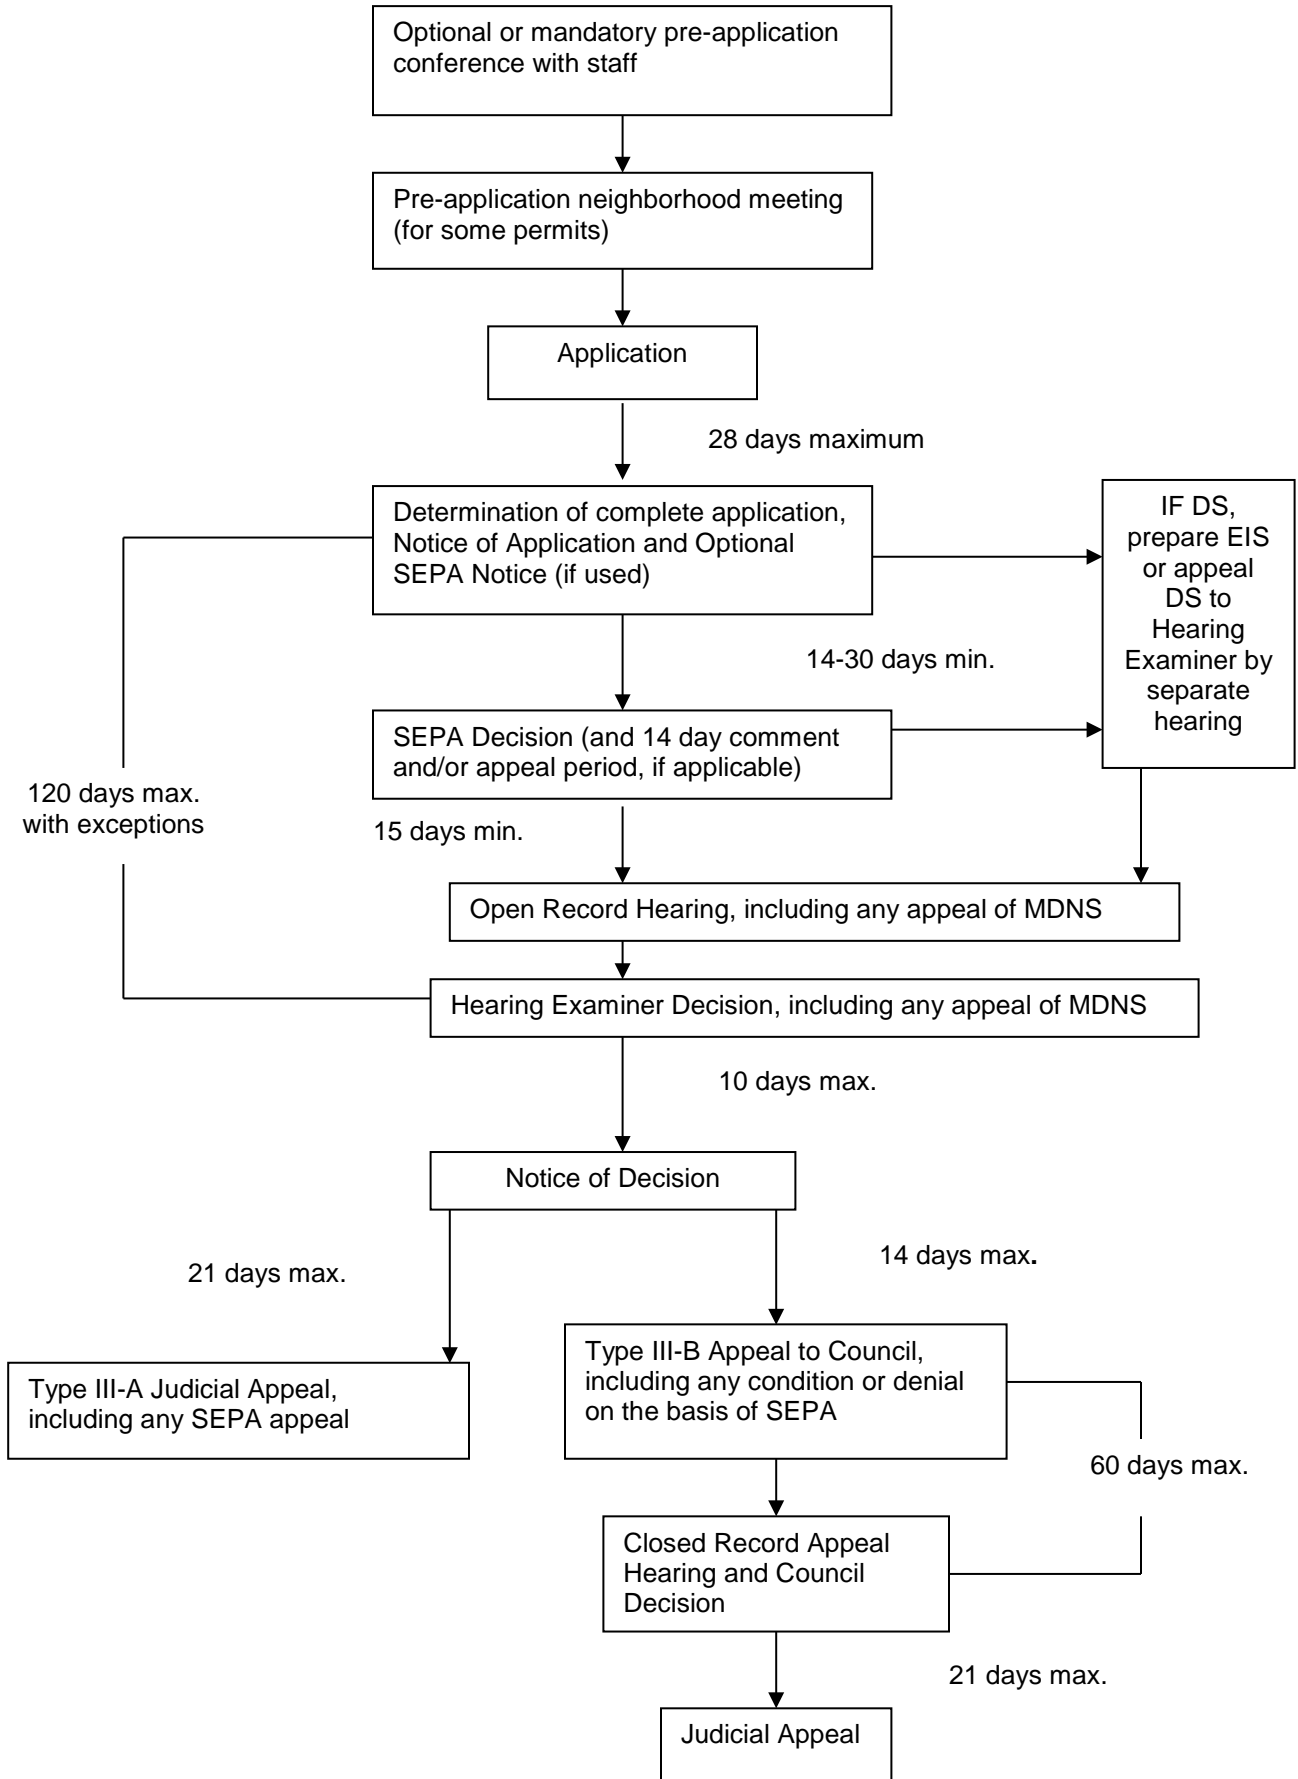 Optional or mandatory pre-application
conference with staff
Pre-application neighborhood meeting
(for some permits)
Application
28 days maximum
Determination of complete application,
Notice of Application and Optional
SEPA Notice (if used)
IF DS,
prepare EIS
or appeal
DS to
Hearing
Examiner by
separate
hearing
14-30 days min.
SEPA Decision (and 14 day comment
and/or appeal period, if applicable)
120 days max.
with exceptions
15 days min.
Open Record Hearing, including any appeal of MDNS
Hearing Examiner Decision, including any appeal of MDNS
10 days max.
Notice of Decision
21 days max.
14 days max.
Type III-A Judicial Appeal,
including any SEPA appeal
Type III-B Appeal to Council,
including any condition or denial
on the basis of SEPA
60 days max.
Closed Record Appeal
Hearing and Council
Decision
21 days max.
Judicial Appeal